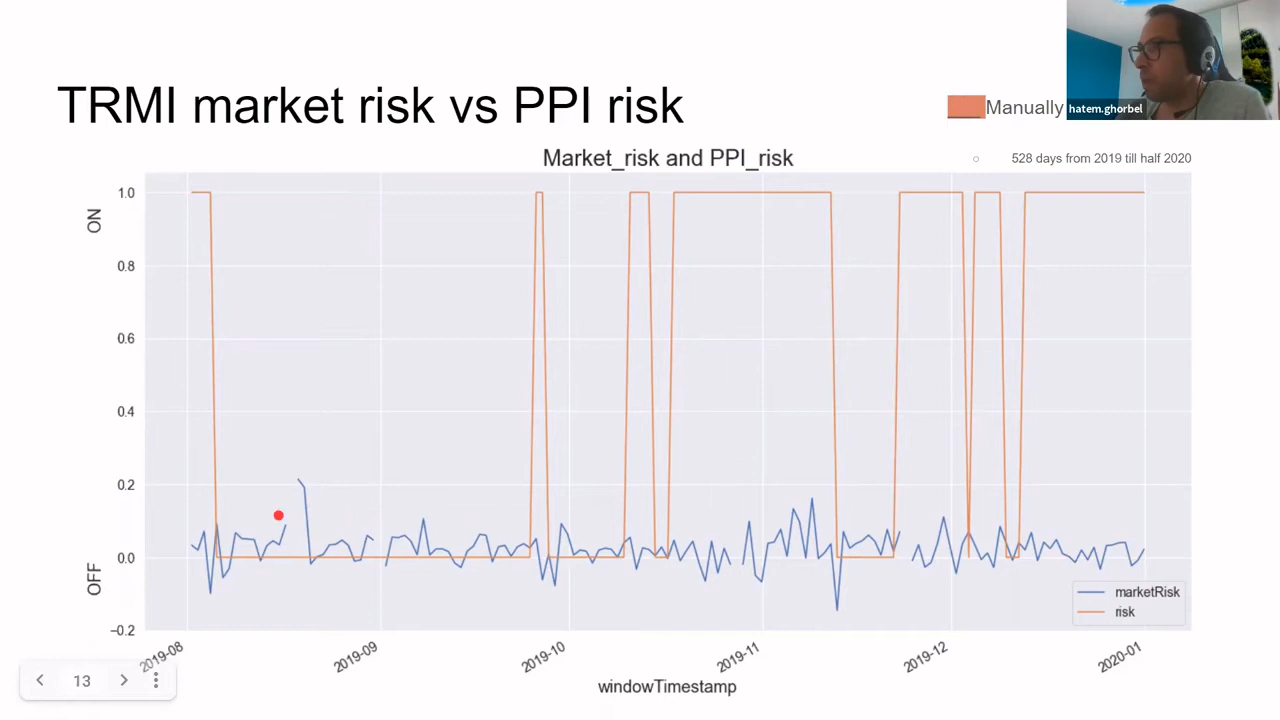 TRMI market risk vs PPI risk
Manually
hatem.ghorbel
528 days from 2019 till half 2020
Market_risk and PPI_risk
ON
OFF
1.0
0.8
0.6
0.4
0.2
0.0
−0.2
2019-08
2019-09
2019-10
2019-11
2019-12
2020-01
windowTimestamp
marketRisk
risk
13